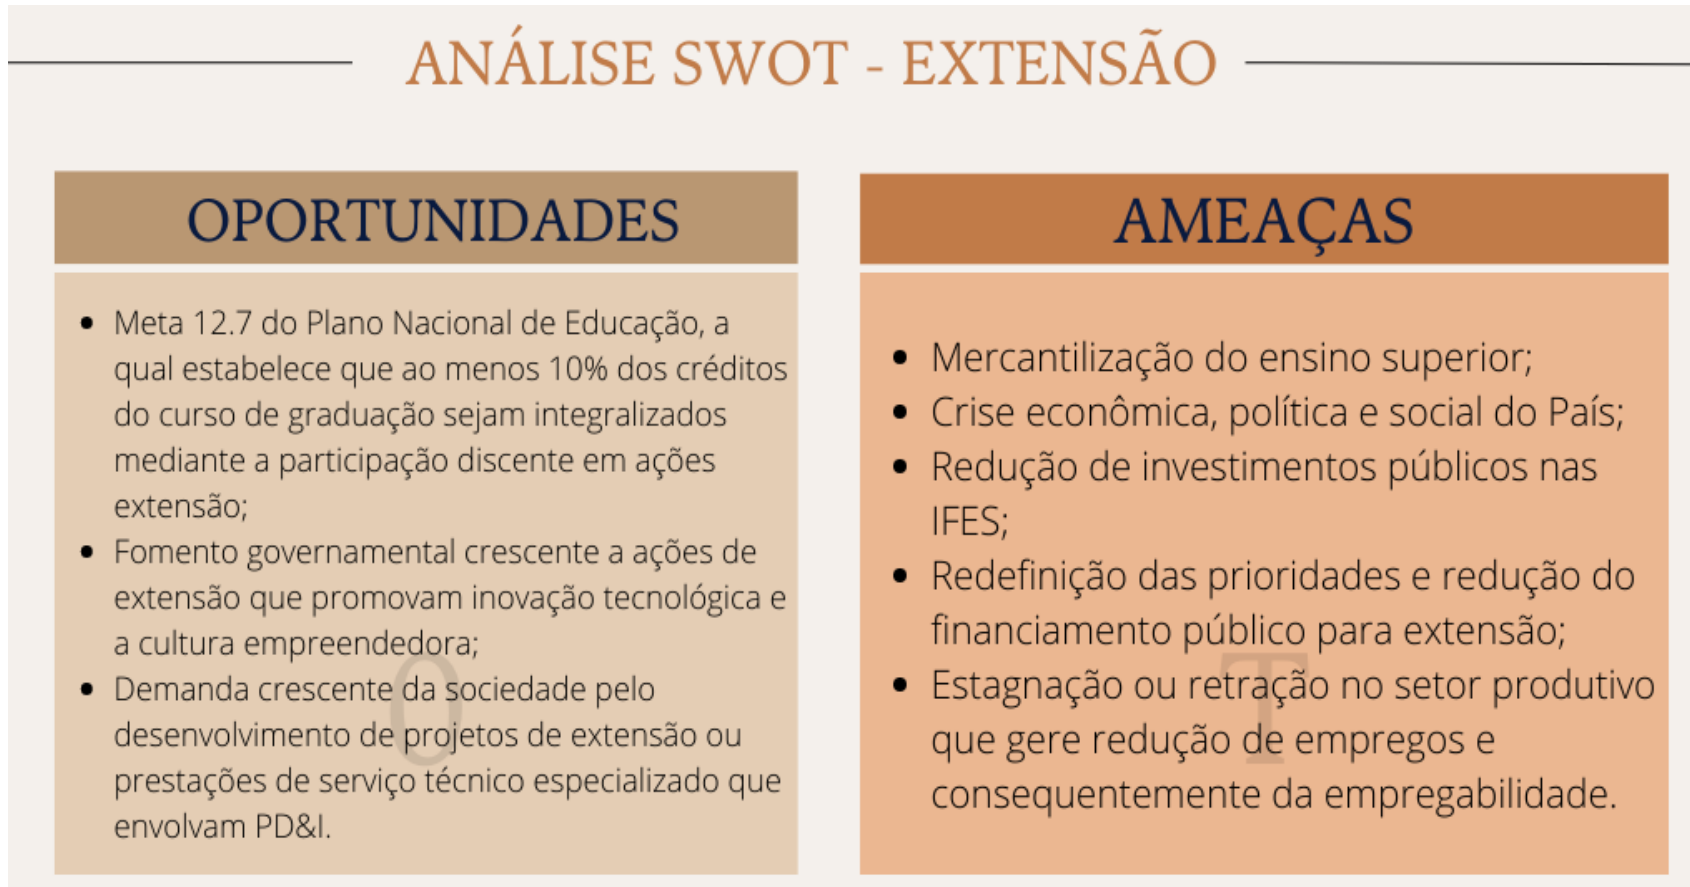 ANÁLISE SWOT - EXTENSÃO
OPORTUNIDADES
• Meta 12.7 do Plano Nacional de Educação, a
qual estabelece que ao menos 10% dos créditos
do curso de graduação sejam integralizados
mediante a participação discente em ações
extensão;
• Fomento governamental crescente a ações de
extensão que promovam inovação tecnológica e
a cultura empreendedora;
• Demanda crescente da sociedade pelo
desenvolvimento de projetos de extensão ou
prestações de serviço técnico especializado que
envolvam PD&I.
O
AMEAÇAS
• Mercantilização do ensino superior;
• Crise econômica, política e social do País;
• Redução de investimentos públicos nas
IFES;
• Redefinição das prioridades e redução do
financiamento público para extensão;
• Estagnação ou retração no setor produtivo
que gere redução de empregos e
consequentemente da empregabilidade.
T